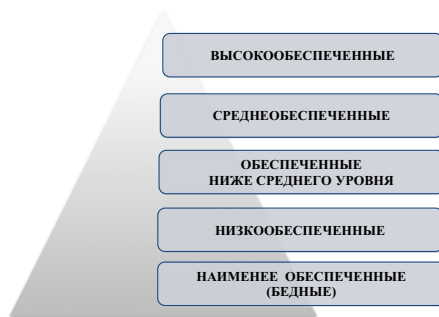 ВЫСОКООБЕСПЕЧЕННЫЕ
СРЕДНЕОБЕСПЕЧЕННЫЕ
ОБЕСПЕЧЕННЫЕ
НИЖЕ СРЕДНЕГО УРОВНЯ
НИЗКООБЕСПЕЧЕННЫЕ
НАИМЕНЕЕ ОБЕСПЕЧЕННЫЕ
(БЕДНЫЕ)